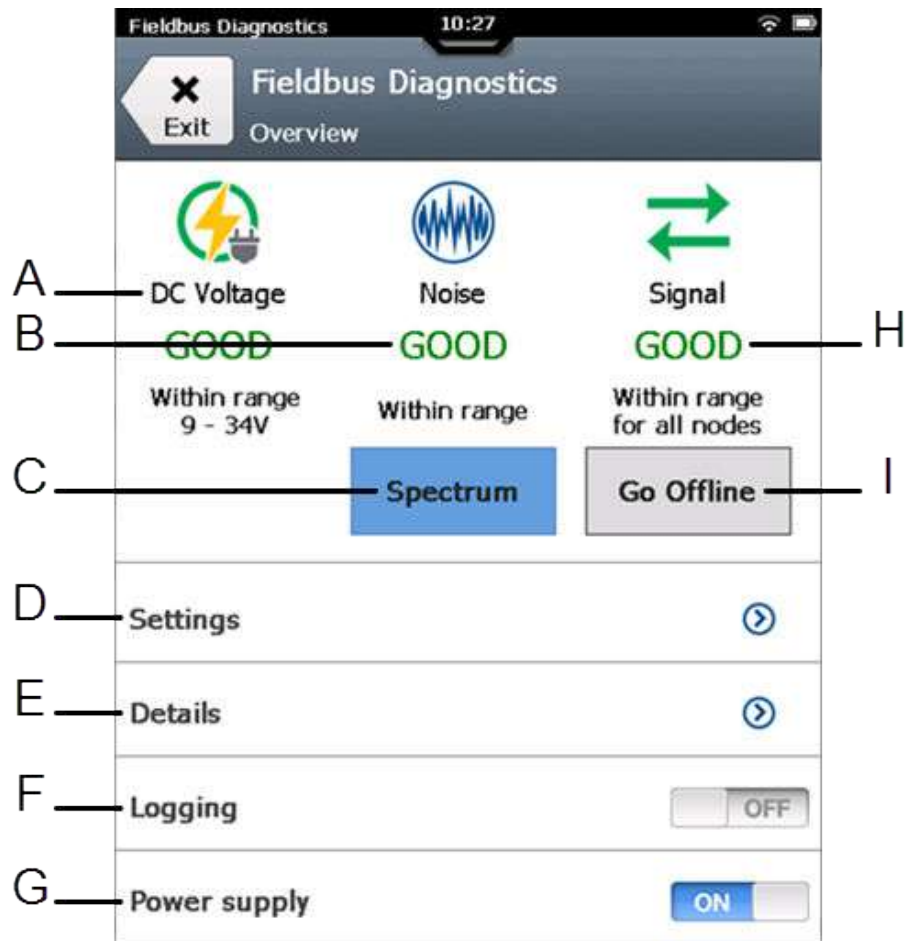 Fieldbus Diagnostics 10:27
Fieldbus Diagnostics
Exit
Overview
A
DC Voltage Noise Signal
B
GOOD GOOD GOOD
H
Within range
9 - 34V
Within range
Within range
for all nodes
C
Spectrum Go Offline
I
D
Settings
E
Details
F
Logging OFF
G
Power supply ON